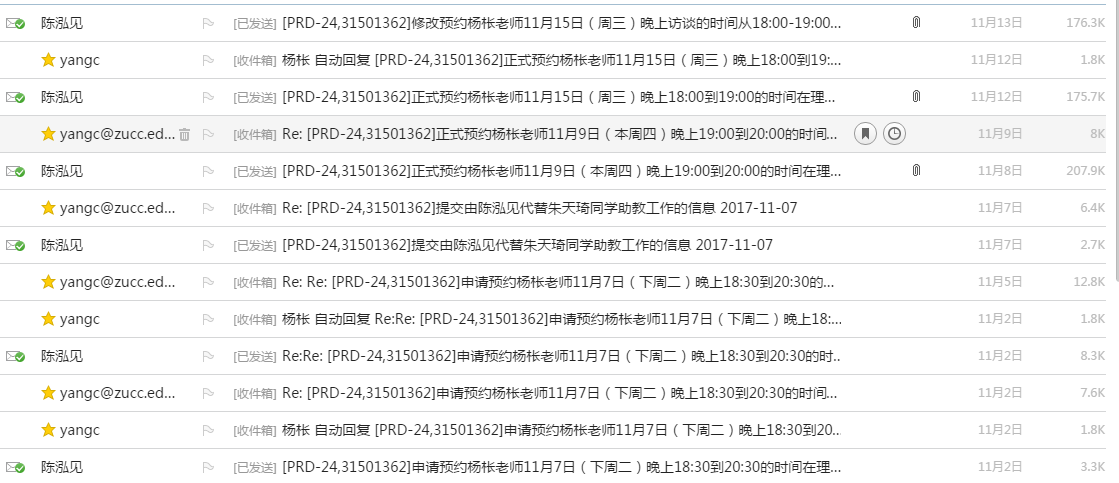 陈泓见 [已发送] [PRD-24,31501362]修改预约杨枨老师11月15日（周三）晚上访谈的时间从18:00-19:00... 11月13日 176.3K
yangc [收件箱] 杨枨 自动回复 [PRD-24,31501362]正式预约杨枨老师11月15日（周三）晚上18:00到19:... 11月12日 1.8K
陈泓见 [已发送] [PRD-24,31501362]正式预约杨枨老师11月15日（周三）晚上18:00到19:00的时间在理... 11月12日 175.7K
yangc@zucc.ed... [收件箱] Re: [PRD-24,31501362]正式预约杨枨老师11月9日（本周四）晚上19:00到20:00的时间... 11月9日 8K
陈泓见 [已发送] [PRD-24,31501362]正式预约杨枨老师11月9日（本周四）晚上19:00到20:00的时间在理... 11月8日 207.9K
yangc@zucc.ed... [收件箱] Re: [PRD-24,31501362]提交由陈泓见代替朱天琦同学助教工作的信息 2017-11-07 11月7日 6.4K
陈泓见 [已发送] [PRD-24,31501362]提交由陈泓见代替朱天琦同学助教工作的信息 2017-11-07 11月7日 2.7K
yangc@zucc.ed... [收件箱] Re: Re: [PRD-24,31501362]申请预约杨枨老师11月7日（下周二）晚上18:30到20:30的... 11月5日 12.8K
yangc [收件箱] 杨枨 自动回复 Re:Re: [PRD-24,31501362]申请预约杨枨老师11月7日（下周二）晚上18:... 11月2日 1.8K
陈泓见 [已发送] Re:Re: [PRD-24,31501362]申请预约杨枨老师11月7日（下周二）晚上18:30到20:30的时... 11月2日 8.3K
yangc@zucc.ed... [收件箱] Re: [PRD-24,31501362]申请预约杨枨老师11月7日（下周二）晚上18:30到20:30的时间... 11月2日 7.6K
yangc [收件箱] 杨枨 自动回复 [PRD-24,31501362]申请预约杨枨老师11月7日（下周二）晚上18:30到20... 11月2日 1.8K
陈泓见 [已发送] [PRD-24,31501362]申请预约杨枨老师11月7日（下周二）晚上18:30到20:30的时间在理... 11月2日 3.3K